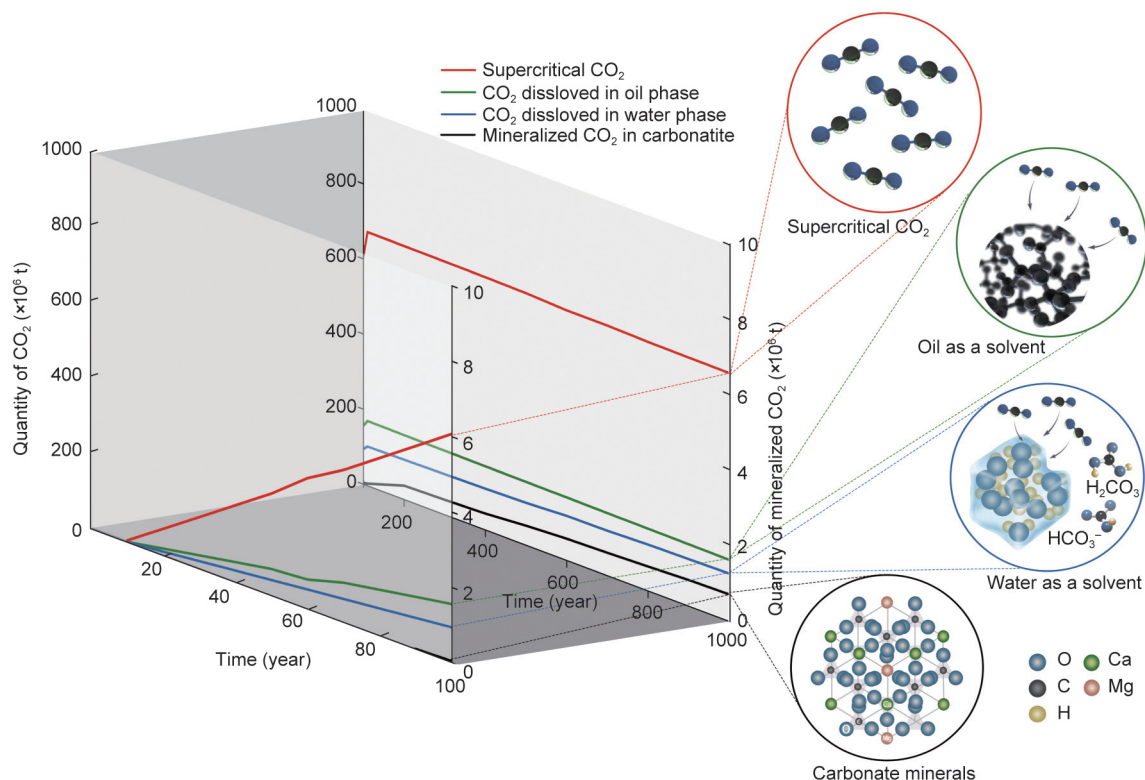 Supercritical CO₂
CO₂ dissloved in oil phase
CO₂ dissloved in water phase
Mineralized CO₂ in carbonatite
Quantity of CO₂ (×10⁶ t)
1000
800
600
400
200
0
1000
800
600
400
200
0
10
8
6
4
2
0
10
8
6
4
2
0
Quantity of mineralized CO₂ (×10⁶ t)
20
40
60
80
100
Time (year)
200
400
600
800
1000
Time (year)
Supercritical CO₂
Oil as a solvent
H₂CO₃
HCO₃⁻
Water as a solvent
Ca
Mg
Carbonate minerals
O
Ca
C
Mg
H